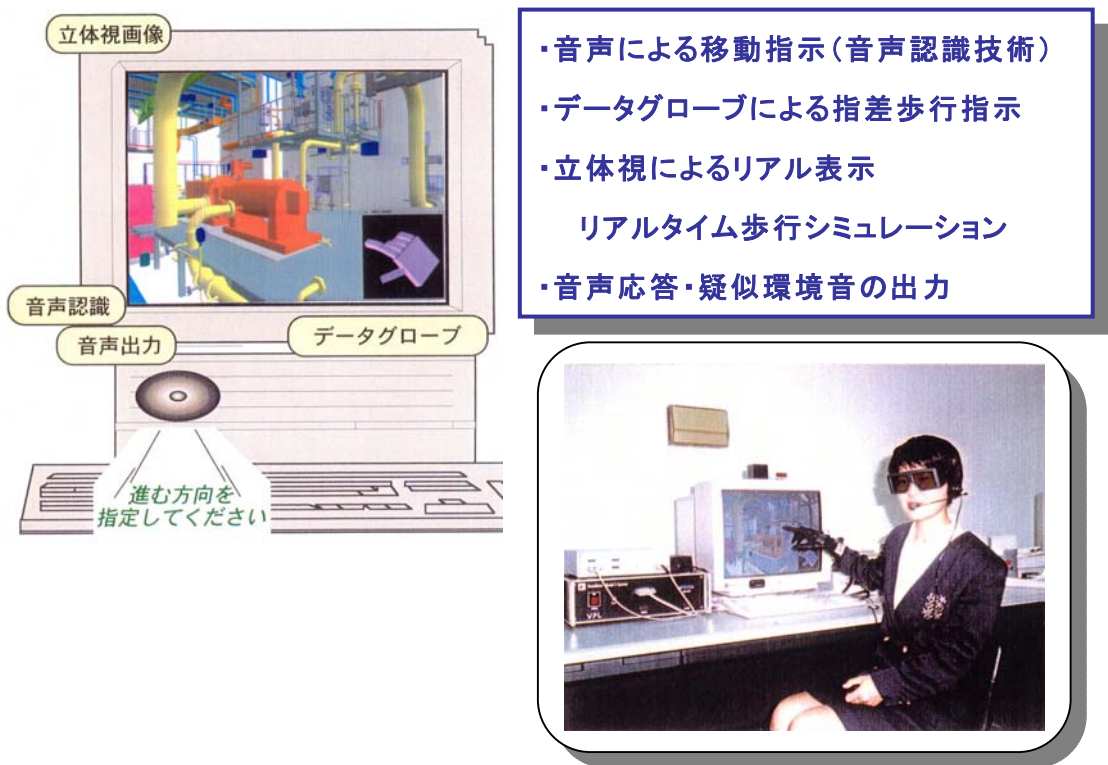 立体視画像
音声認識
音声出力
データグローブ
進む方向を
指定してください
・音声による移動指示(音声認識技術)
・データグローブによる指差歩行指示
・立体視によるリアル表示
リアルタイム歩行シミュレーション
・音声応答・疑似環境音の出力
VPL